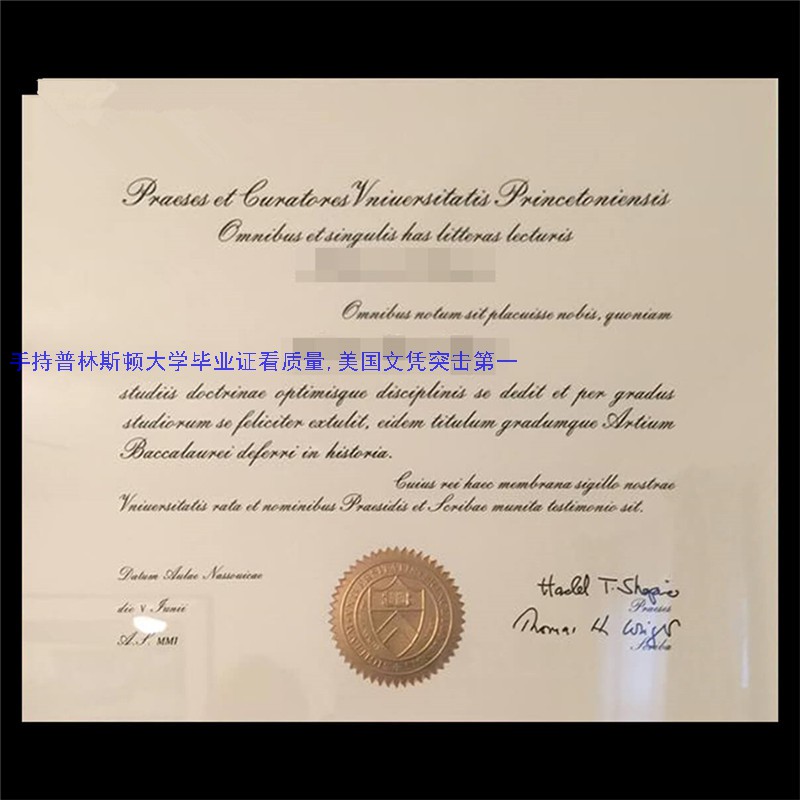 Praeses et Curatores Vniuersitatis Princetoniensis
Omnibus et singulis has litteras lecturis
Omnibus notum sit placuisse nobis, quoniam
手持普林斯顿大学毕业证看质量,美国文凭突击第一
studiis doctrinae optimisque disciplinis se dedit et per gradus
studiorum se feliciter extulit, eidem titulum gradumque Artium
Baccalaurei deferri in historia.
Cuius rei haec membrana sigillo nostrae
Vniuersitatis rata et nominibus Praesidis et Scribae munita testimonio sit.
Datum Aulae Nassouicae
die V Iunii
A.S. MMI
Harold T. Shapiro
Praeses
Thomas H Wright
Scriba